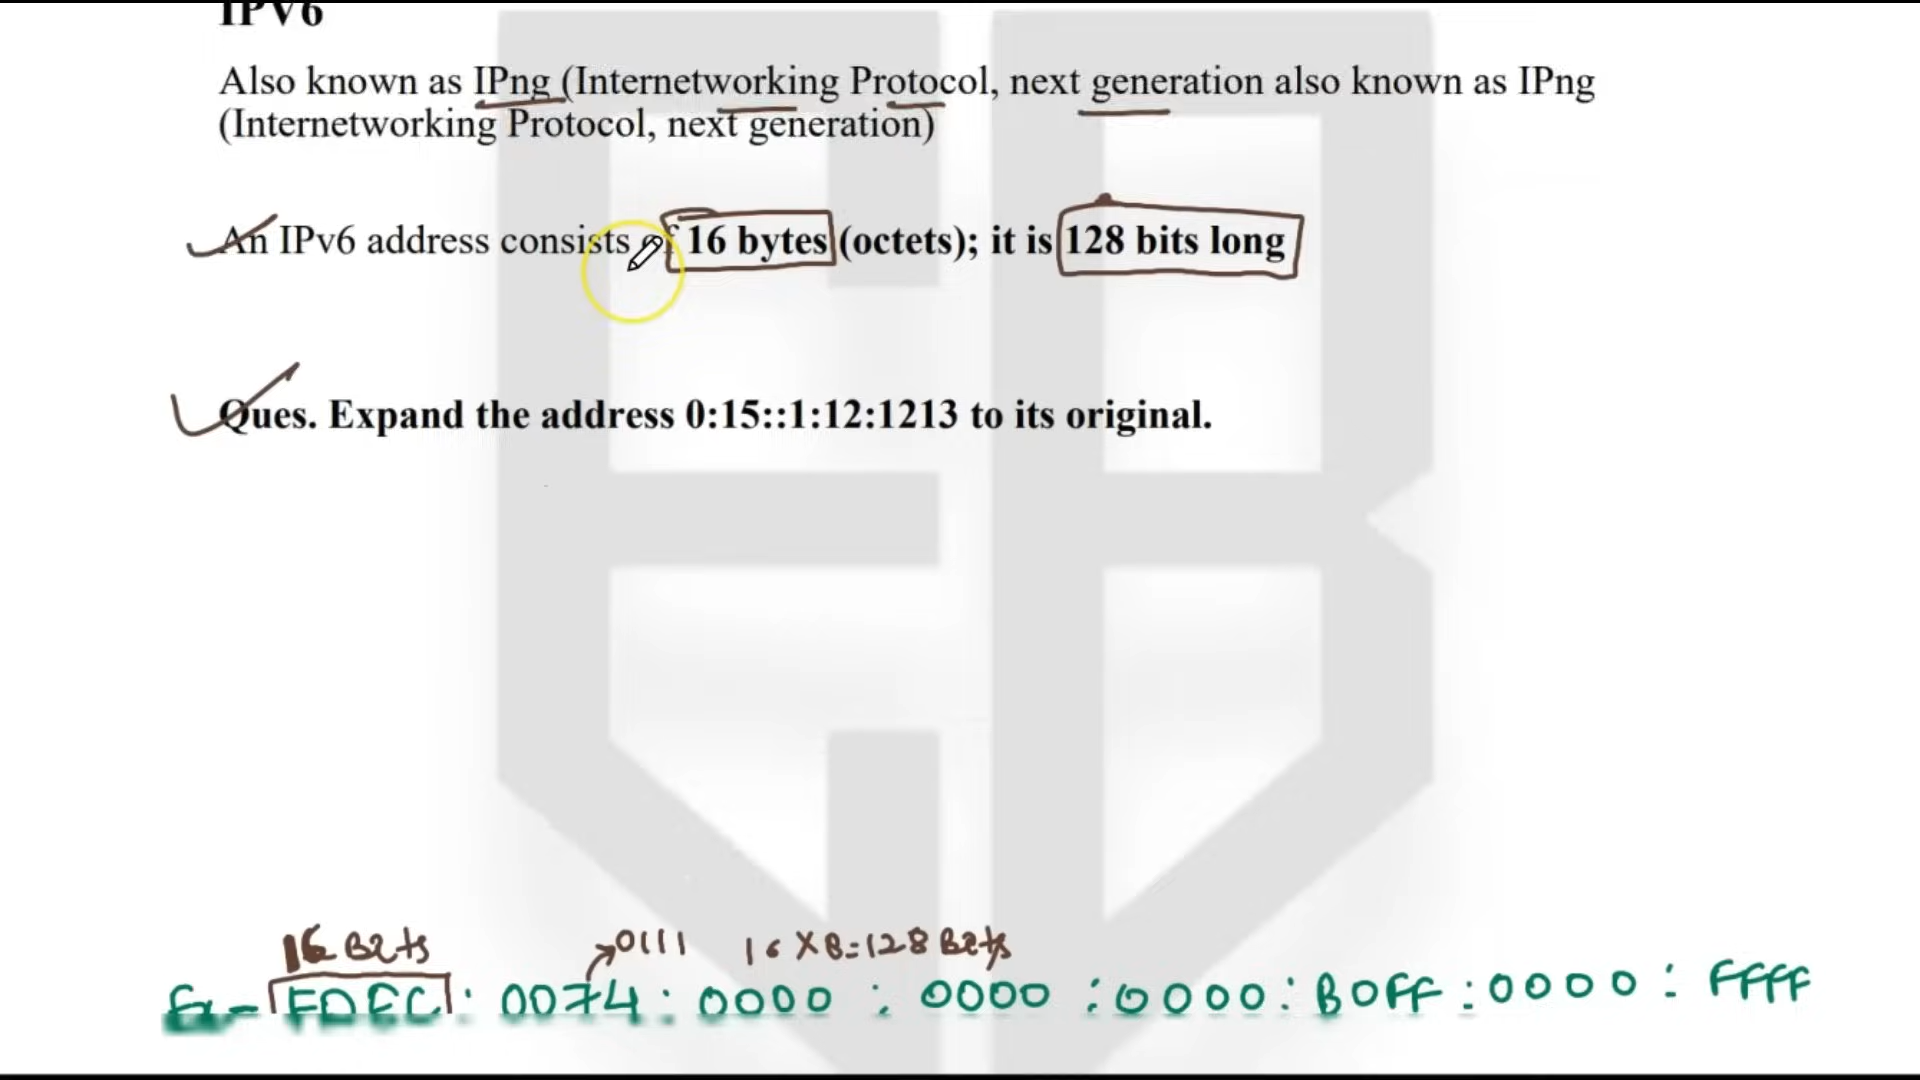 IPV6
Also known as IPng (Internetworking Protocol, next generation also known as IPng
(Internetworking Protocol, next generation)
An IPv6 address consists of 16 bytes (octets); it is 128 bits long
Ques. Expand the address 0:15::1:12:1213 to its original.
16 Bits 0111 16 X 8=128 Bits
Ex- FDEC : 0074 : 0000 : 0000 : 0000 : B0FF : 0000 : FFFF